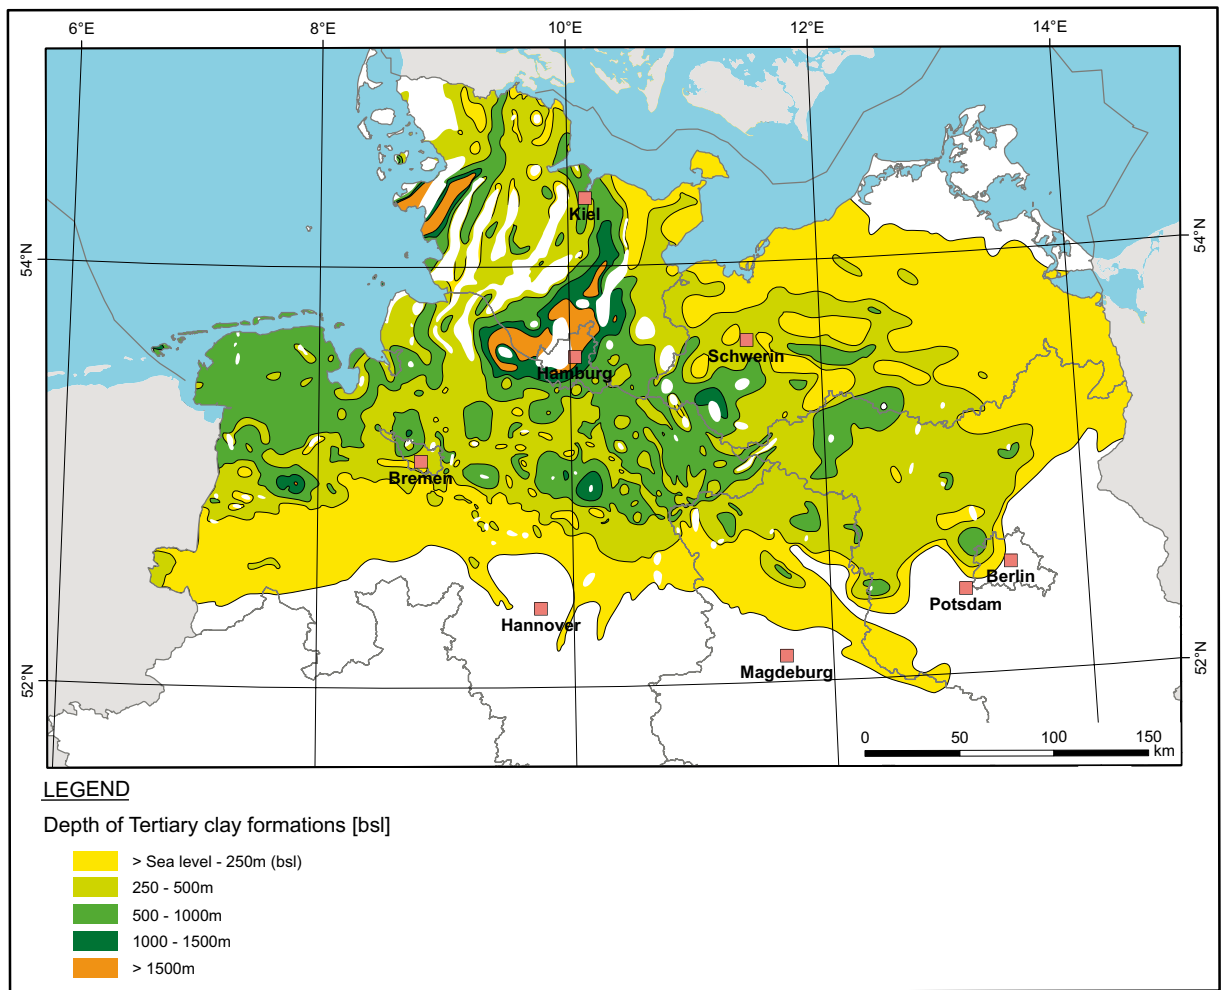 6°E 8°E 10°E 12°E 14°E
54°N 54°N
Kiel
Schwerin
Hamburg
Bremen
Berlin
Potsdam
Hannover
Magdeburg
52°N 52°N
0 50 100 150
km
LEGEND
Depth of Tertiary clay formations [bsl]
> Sea level - 250m (bsl)
250 - 500m
500 - 1000m
1000 - 1500m
> 1500m